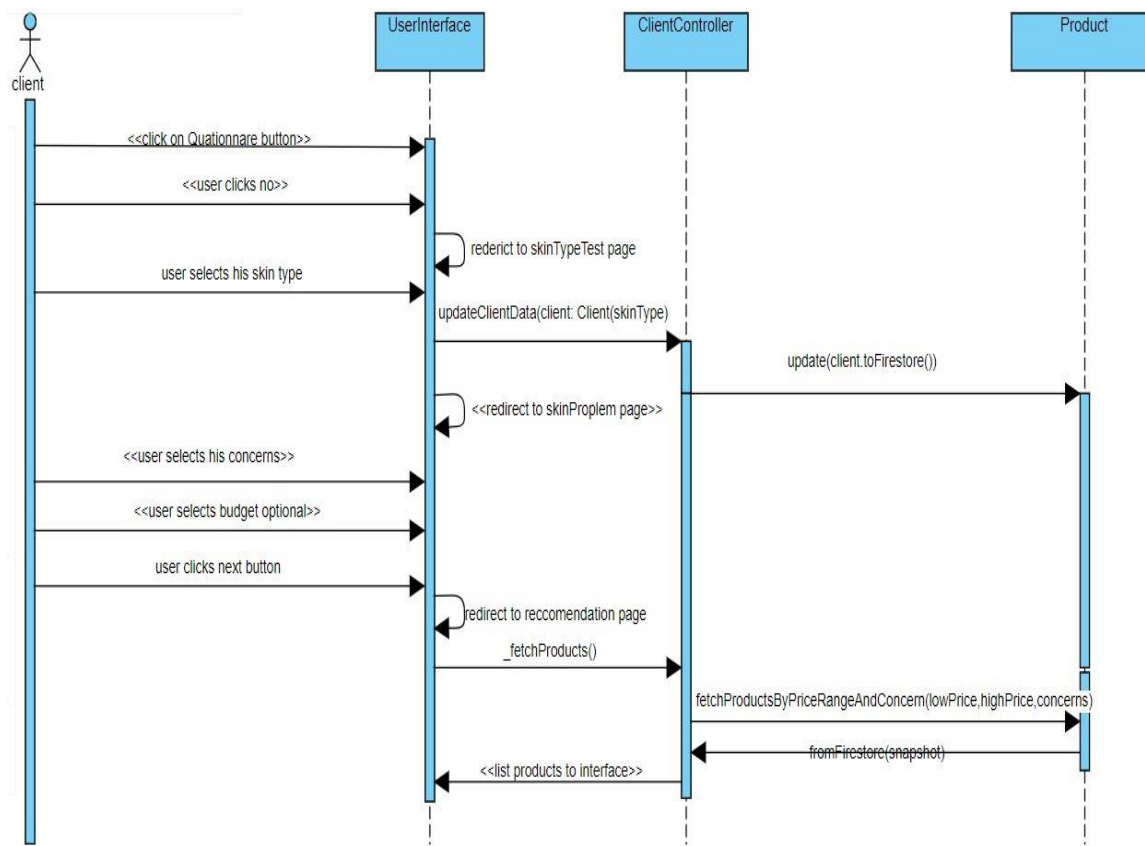 UserInterface
ClientController
Product
client
<<click on Quationnare button>>
<<user clicks no>>
rederict to skinTypeTest page
user selects his skin type
updateClientData(client: Client(skinType)
update(client.toFirestore())
<<redirect to skinProplem page>>
<<user selects his concerns>>
<<user selects budget optional>>
user clicks next button
redirect to reccomendation page
_fetchProducts()
fetchProductsByPriceRangeAndConcern(lowPrice,highPrice,concerns)
fromFirestore(snapshot)
<<list products to interface>>